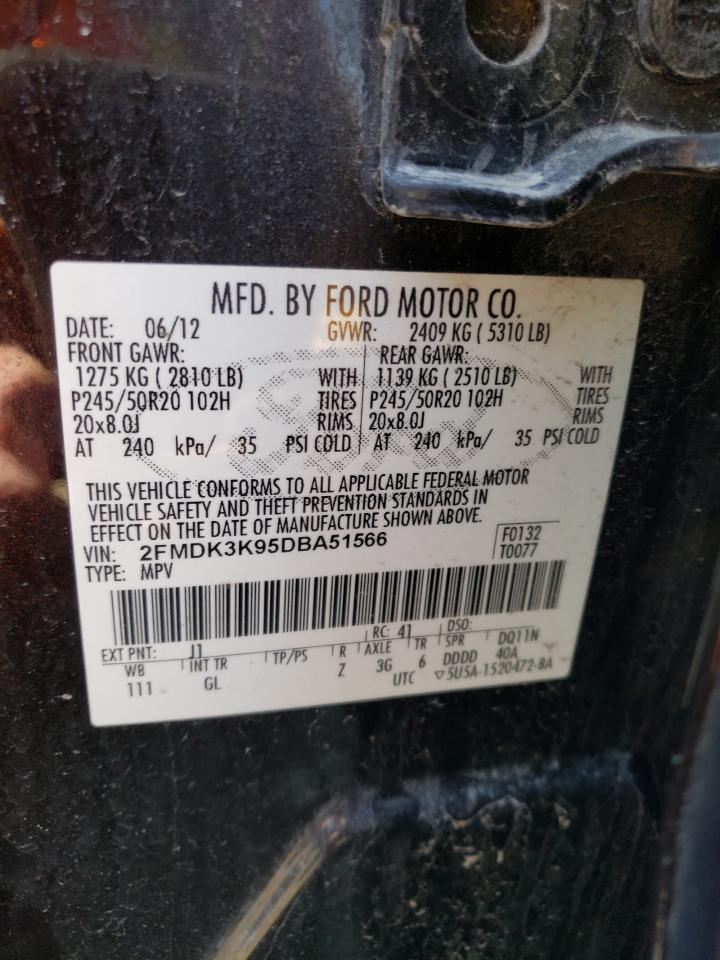 MFD. BY FORD MOTOR CO.
DATE: 06/12 GVWR: 2409 KG ( 5310 LB)
FRONT GAWR: REAR GAWR:
1275 KG ( 2810 LB) WITH 1139 KG ( 2510 LB) WITH
P245/50R20 102H TIRES P245/50R20 102H TIRES
20x8.0J RIMS 20x8.0J RIMS
AT 240 kPa/ 35 PSI COLD AT 240 kPa/ 35 PSI COLD
THIS VEHICLE CONFORMS TO ALL APPLICABLE FEDERAL MOTOR
VEHICLE SAFETY AND THEFT PREVENTION STANDARDS IN
EFFECT ON THE DATE OF MANUFACTURE SHOWN ABOVE.
VIN: 2FMDK3K95DBA51566 F0132
TYPE: MPV T0077
EXT PNT: J1 RC: 41 DSO:
WB INT TR TP/PS R AXLE TR SPR DQ11N
111 GL Z 3G 6 DDDD 40A
UTC ▽5U5A-1520472-BA